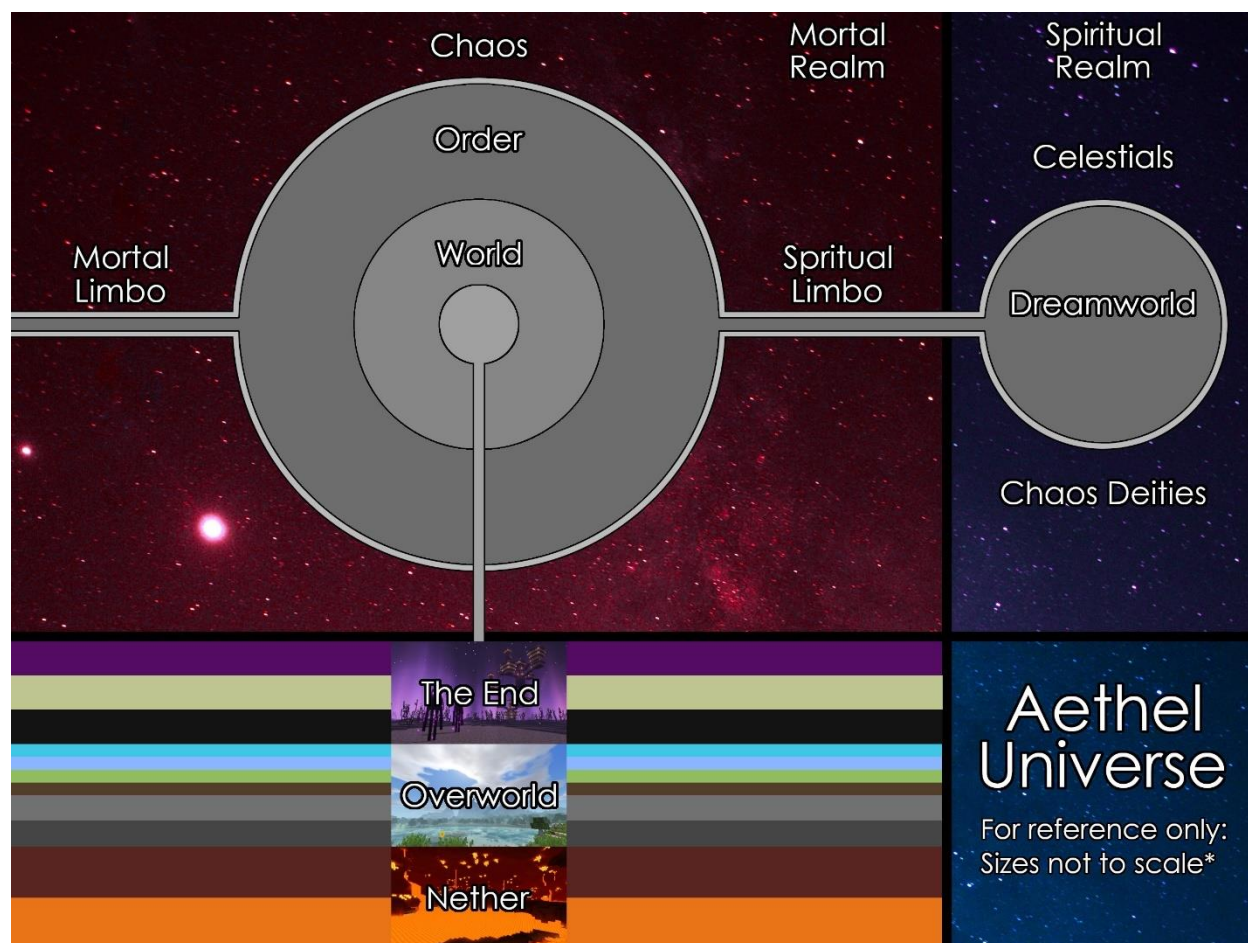 Chaos
Mortal
Realm
Spiritual
Realm
Order
Celestials
World
Mortal
Limbo
Spritual
Limbo
Dreamworld
Chaos Deities
The End
Overworld
Nether
Aethel
Universe
For reference only:
Sizes not to scale*